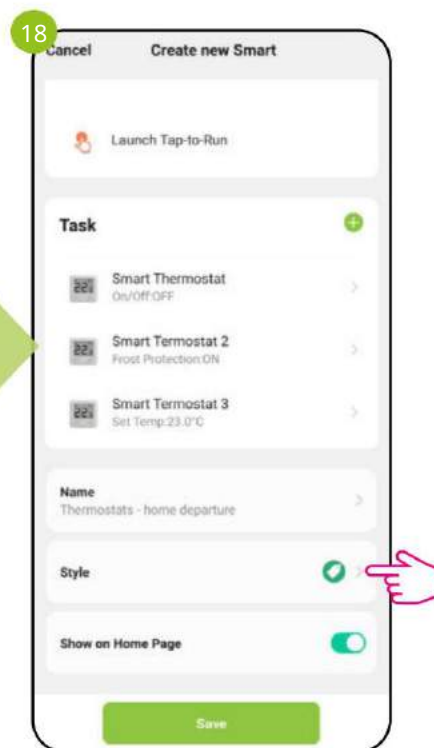 18
Cancel Create new Smart
Launch Tap-to-Run
Task
Smart Thermostat
On/Off:OFF
Smart Termostat 2
Frost Protection:ON
Smart Termostat 3
Set Temp:23.0°C
Name
Thermostats - home departure
Style
Show on Home Page
Save